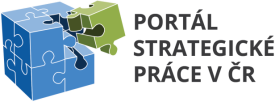 PORTÁL
STRATEGICKÉ
PRÁCE V ČR